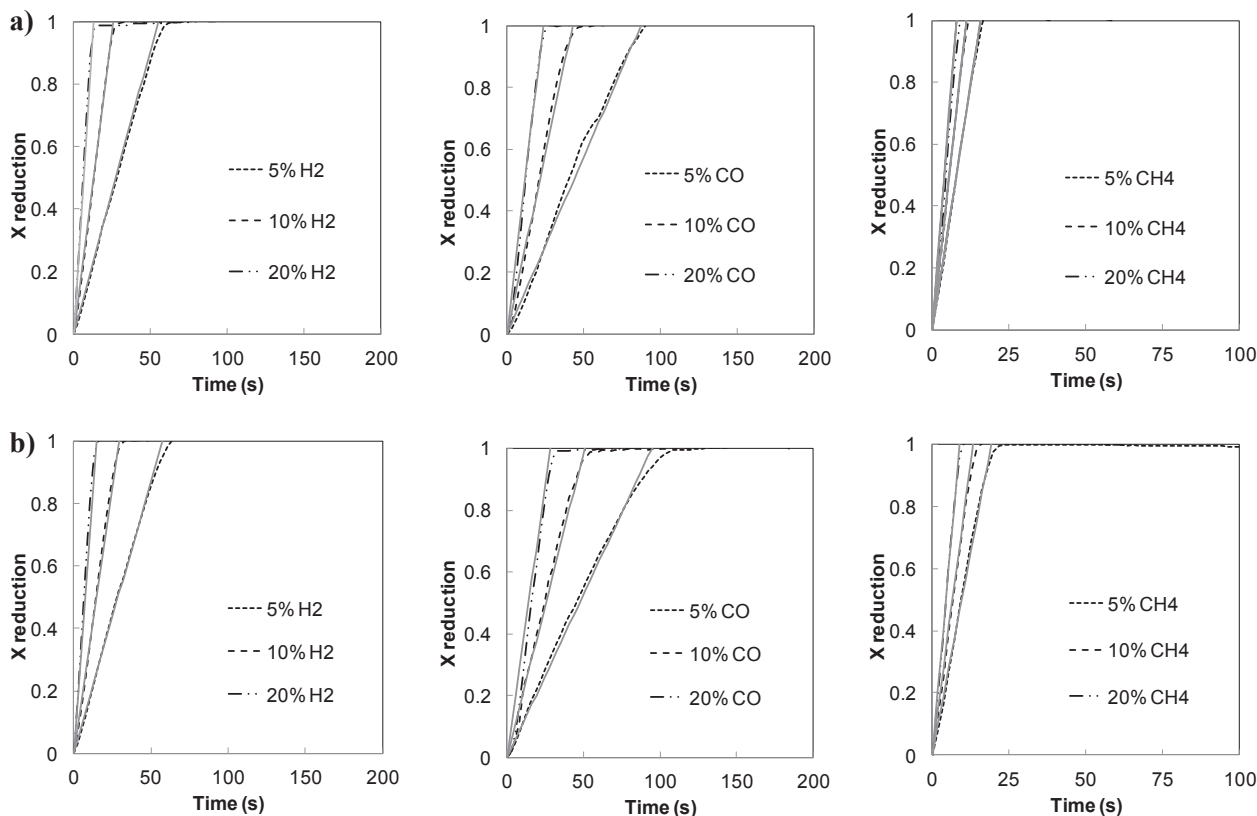 a)
X reduction
1
0.8
0.6
0.4
0.2
0
5% H2
10% H2
20% H2
0 50 100 150 200
Time (s)
X reduction
1
0.8
0.6
0.4
0.2
0
5% CO
10% CO
20% CO
0 50 100 150 200
Time (s)
X reduction
1
0.8
0.6
0.4
0.2
0
5% CH4
10% CH4
20% CH4
0 25 50 75 100
Time (s)
b)
X reduction
1
0.8
0.6
0.4
0.2
0
5% H2
10% H2
20% H2
0 50 100 150 200
Time (s)
X reduction
1
0.8
0.6
0.4
0.2
0
5% CO
10% CO
20% CO
0 50 100 150 200
Time (s)
X reduction
1
0.8
0.6
0.4
0.2
0
5% CH4
10% CH4
20% CH4
0 25 50 75 100
Time (s)